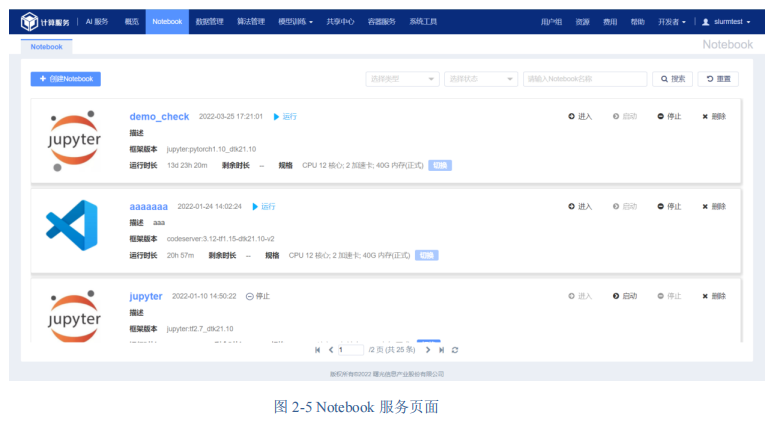 计算服务 AI 服务 概览 Notebook 数据管理 算法管理 模型训练 共享中心 容器服务 系统工具 用户组 资源 费用 帮助 开发者 slurmtest
Notebook Notebook
创建Notebook 选择类型 选择状态 请输入Notebook名称 搜索 重置
jupyter
demo_check 2022-03-25 17:21:01 运行 进入 启动 停止 删除
描述
框架版本 jupyter:pytorch1.10_dtk21.10
运行时长 13d 23h 20m 剩余时长 -- 规格 CPU 12 核心; 2 加速卡; 40G 内存(正式) 切换
aaaaaaa 2022-01-24 14:02:24 运行 进入 启动 停止 删除
描述 aaa
框架版本 codeserver:3.12-tf1.15-dtk21.10-v2
运行时长 20h 57m 剩余时长 -- 规格 CPU 12 核心; 2 加速卡; 40G 内存(正式) 切换
jupyter
jupyter 2022-01-10 14:50:22 停止 进入 启动 停止 删除
描述
框架版本 jupyter:tf2.7_dtk21.10
1 /2 页 (共 25 条)
版权所有©2022 曙光信息产业股份有限公司
图 2-5 Notebook 服务页面